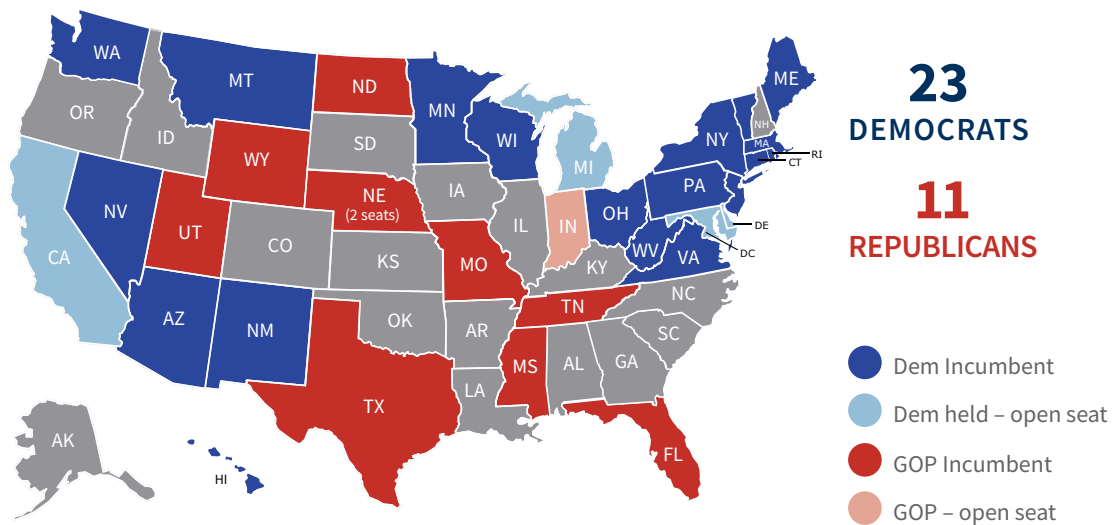 WA
MT
ND
MN
ME
OR
ID
SD
WI
NY
NH
MA
RI
CT
WY
MI
NE
(2 seats)
IA
PA
NV
UT
CO
IL
IN
OH
DE
DC
CA
KS
MO
WV
VA
KY
AZ
NM
OK
AR
TN
NC
SC
TX
LA
MS
AL
GA
AK
HI
FL
23
DEMOCRATS
11
REPUBLICANS
Dem Incumbent
Dem held – open seat
GOP Incumbent
GOP – open seat